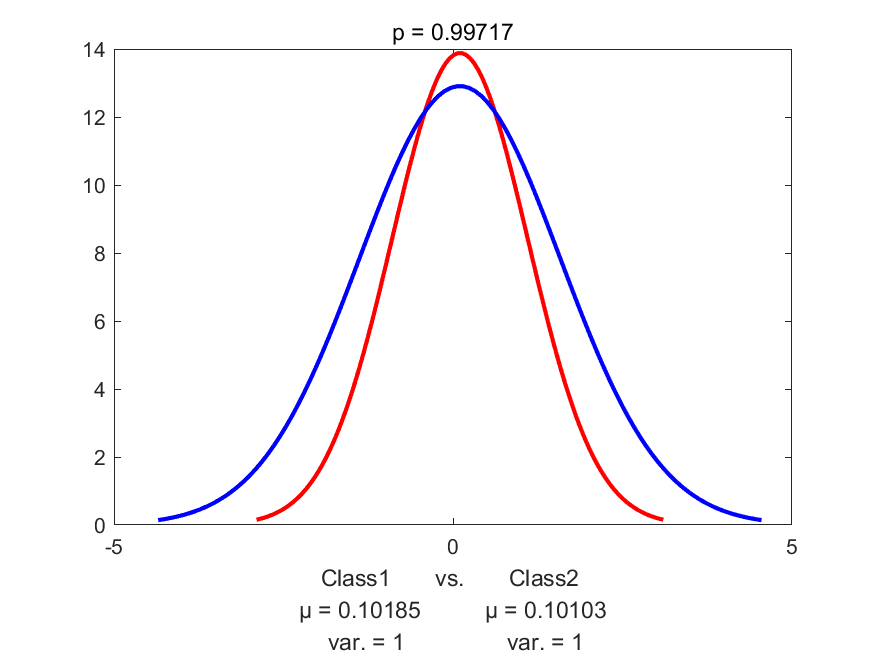 p = 0.99717
14
12
10
8
6
4
2
0
-5 0 5
Class1 vs. Class2
μ = 0.10185 μ = 0.10103
var. = 1 var. = 1